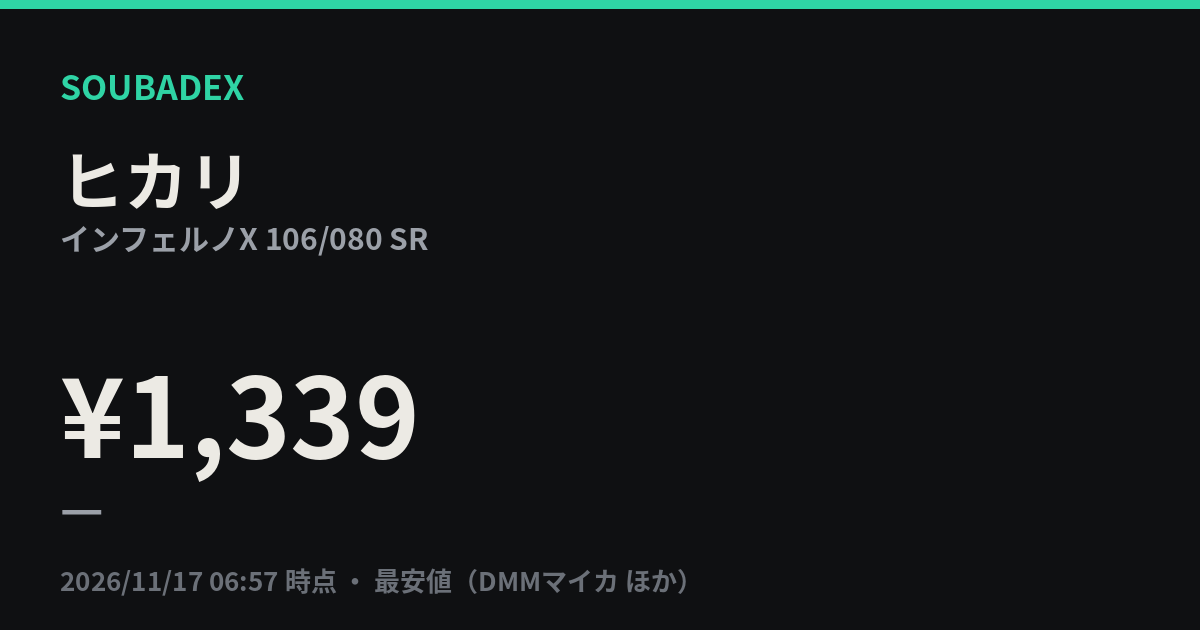 SOUBADEX
ヒカリ
インフェルノX 106/080 SR
¥1,339
—
2026/11/17 06:57 時点 ・ 最安値（DMMマイカ ほか）